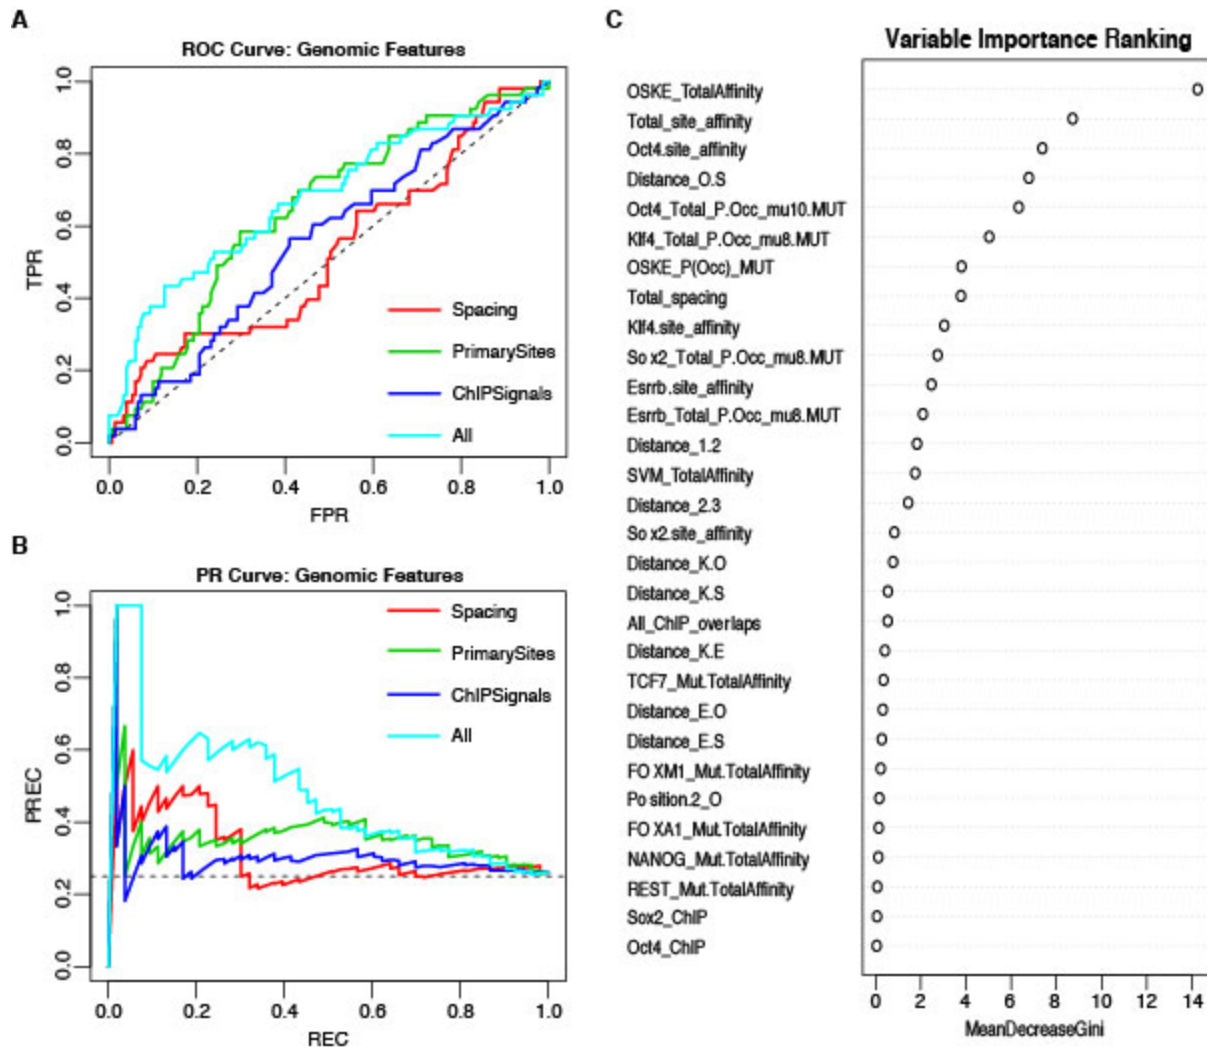 A
ROC Curve: Genomic Features
TPR
0.0 0.2 0.4 0.6 0.8 1.0
Spacing
PrimarySites
ChIPSignals
All
0.0 0.2 0.4 0.6 0.8 1.0
FPR
B
PR Curve: Genomic Features
PREC
0.0 0.2 0.4 0.6 0.8 1.0
Spacing
PrimarySites
ChIPSignals
All
0.0 0.2 0.4 0.6 0.8 1.0
REC
C
Variable Importance Ranking
OSKE_TotalAffinity
Total_site_affinity
Oct4.site_affinity
Distance_O.S
Oct4_Total_P.Occ_mu10.MUT
Klf4_Total_P.Occ_mu8.MUT
OSKE_P(Occ)_MUT
Total_spacing
Klf4.site_affinity
So x2_Total_P.Occ_mu8.MUT
Esrrb.site_affinity
Esrrb_Total_P.Occ_mu8.MUT
Distance_1.2
SVM_TotalAffinity
Distance_2.3
So x2.site_affinity
Distance_K.O
Distance_K.S
All_ChIP_overlaps
Distance_K.E
TCF7_Mut.TotalAffinity
Distance_E.O
Distance_E.S
FO XM1_Mut.TotalAffinity
Po sition.2_O
FO XA1_Mut.TotalAffinity
NANOG_Mut.TotalAffinity
REST_Mut.TotalAffinity
Sox2_ChIP
Oct4_ChIP
0 2 4 6 8 10 12 14
MeanDecreaseGini